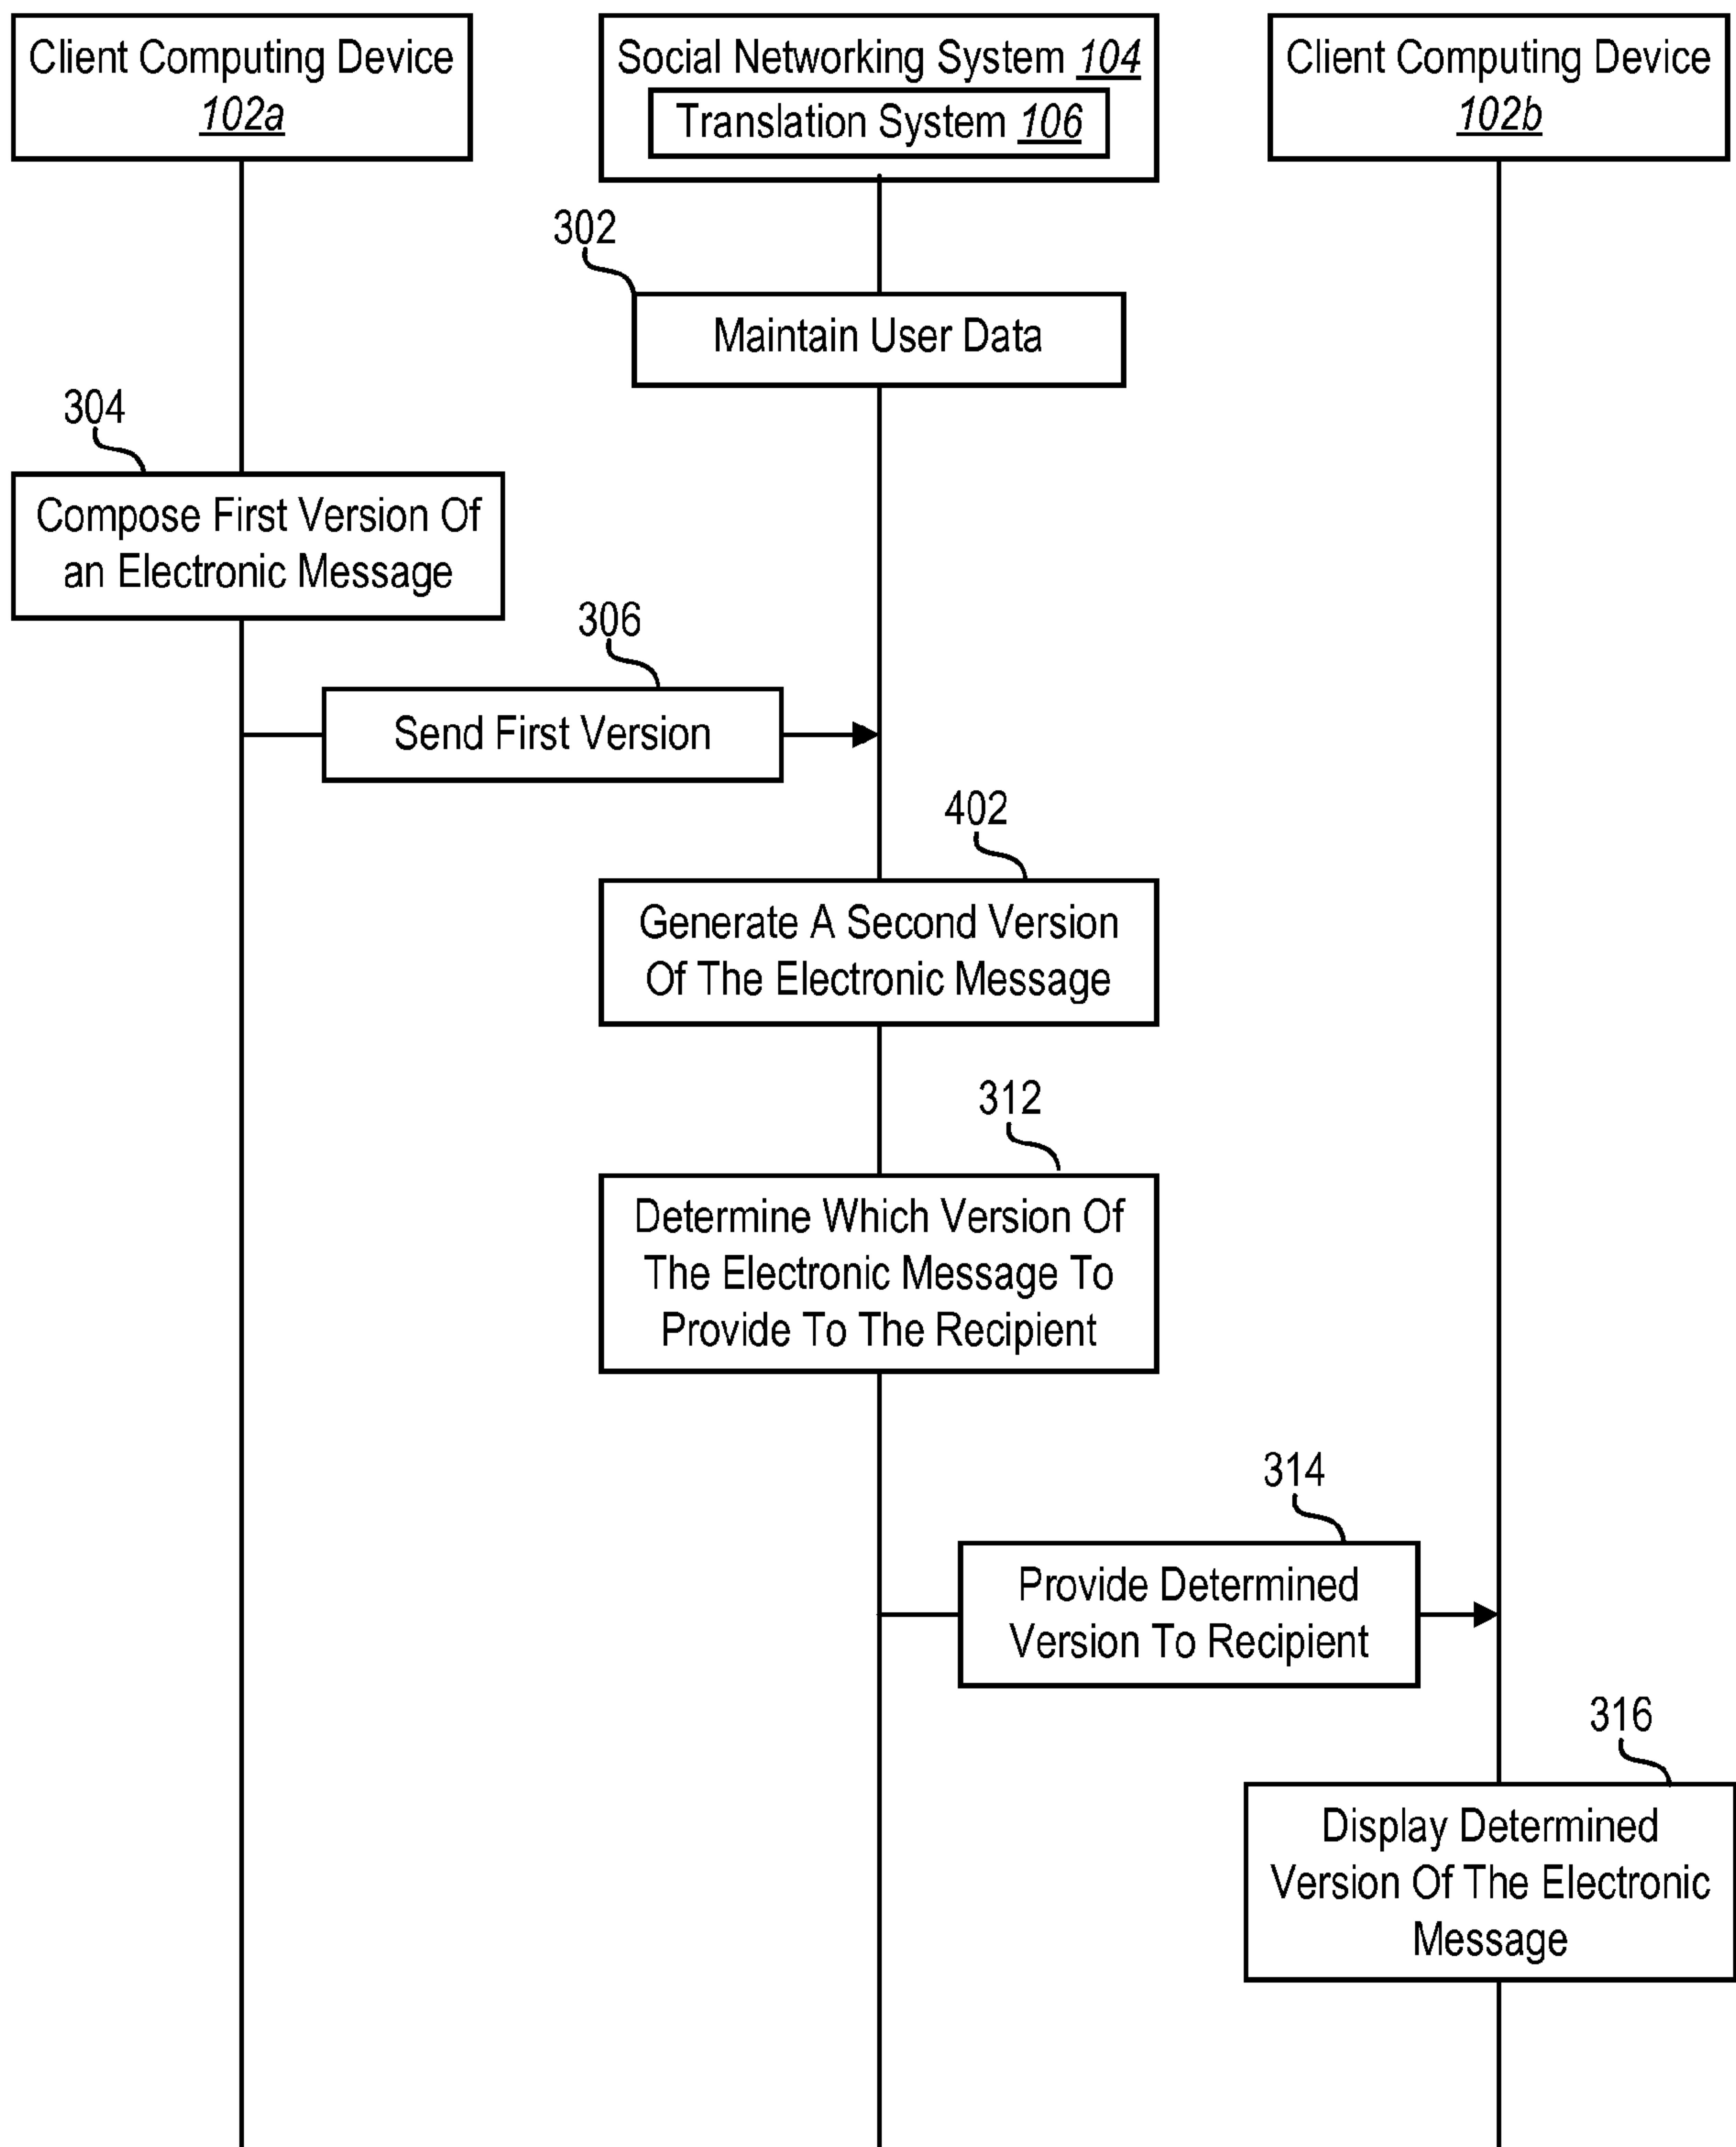 Client Computing Device
102a
Social Networking System 104
Translation System 106
Client Computing Device
102b
302
Maintain User Data
304
Compose First Version Of
an Electronic Message
306
Send First Version
402
Generate A Second Version
Of The Electronic Message
312
Determine Which Version Of
The Electronic Message To
Provide To The Recipient
314
Provide Determined
Version To Recipient
316
Display Determined
Version Of The Electronic
Message